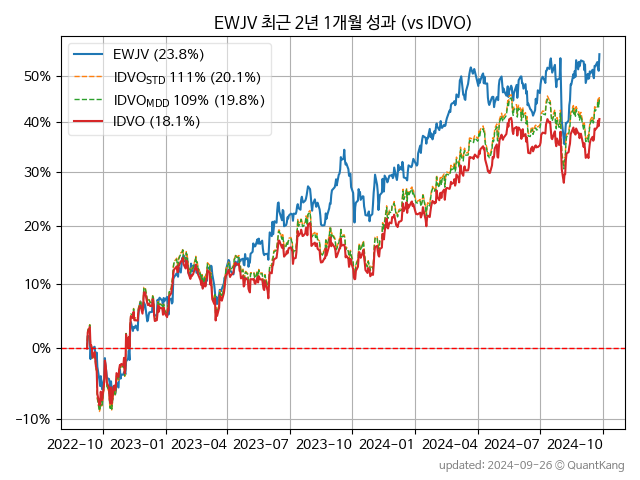 EWJV 최근 2년 1개월 성과 (vs IDVO)
EWJV (23.8%)
IDVO_STD 111% (20.1%)
IDVO_MDD 109% (19.8%)
IDVO (18.1%)
50%
40%
30%
20%
10%
0%
−10%
2022-10 2023-01 2023-04 2023-07 2023-10 2024-01 2024-04 2024-07 2024-10
updated: 2024-09-26 © QuantKang